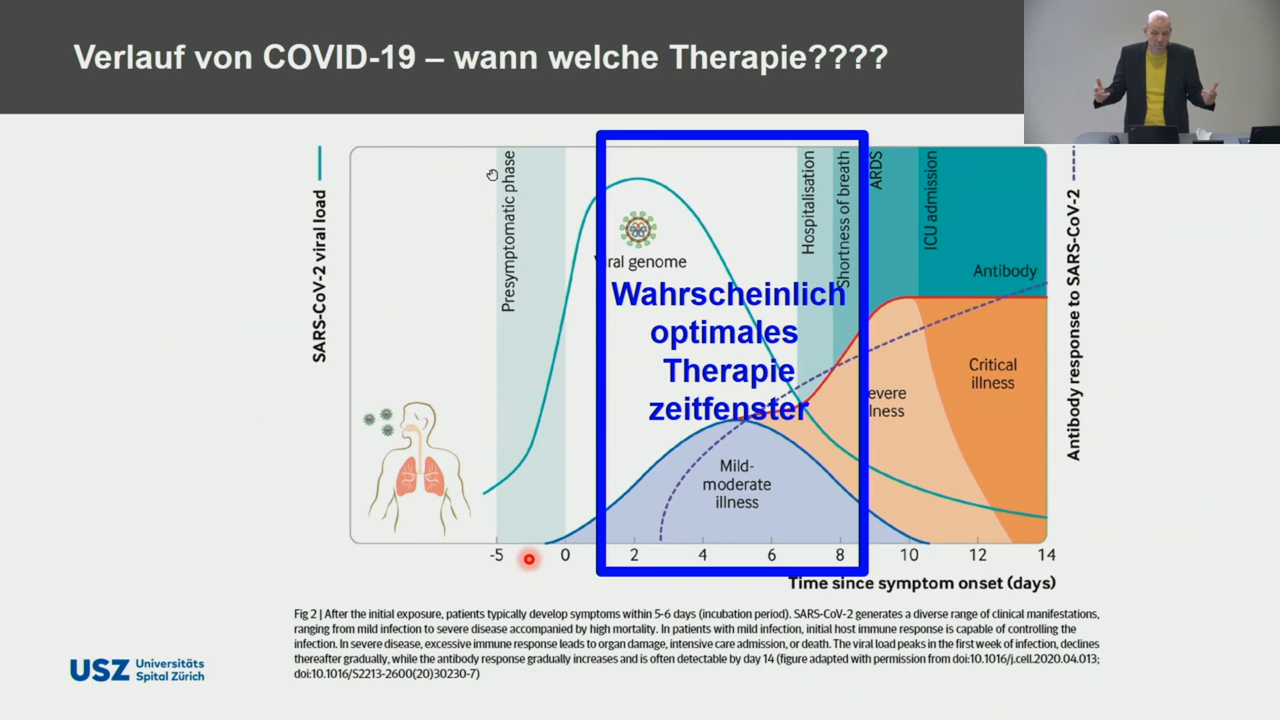 Verlauf von COVID-19 – wann welche Therapie????
SARS-CoV-2 viral load
Presymptomatic phase
Viral genome
Hospitalisation
Shortness of breath
ARDS
ICU admission
Antibody
Antibody response to SARS-CoV-2
Wahrscheinlich
optimales
Therapie
zeitfenster
Critical
illness
evere
lness
Mild-
moderate
illness
-5 0 2 4 6 8 10 12 14
Time since symptom onset (days)
Fig 2 | After the initial exposure, patients typically develop symptoms within 5-6 days (incubation period). SARS-CoV-2 generates a diverse range of clinical manifestations,
ranging from mild infection to severe disease accompanied by high mortality. In patients with mild infection, initial host immune response is capable of controlling the
infection. In severe disease, excessive immune response leads to organ damage, intensive care admission, or death. The viral load peaks in the first week of infection, declines
thereafter gradually, while the antibody response gradually increases and is often detectable by day 14 (figure adapted with permission from doi:10.1016/j.cell.2020.04.013;
doi:10.1016/S2213-2600(20)30230-7)
USZ Universitäts
Spital Zürich